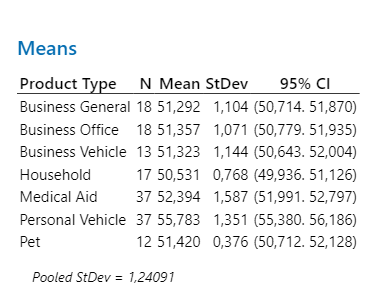 Means
Product Type N Mean StDev 95% CI
Business General 18 51,292 1,104 (50,714. 51,870)
Business Office 18 51,357 1,071 (50,779. 51,935)
Business Vehicle 13 51,323 1,144 (50,643. 52,004)
Household 17 50,531 0,768 (49,936. 51,126)
Medical Aid 37 52,394 1,587 (51,991. 52,797)
Personal Vehicle 37 55,783 1,351 (55,380. 56,186)
Pet 12 51,420 0,376 (50,712. 52,128)
Pooled StDev = 1,24091